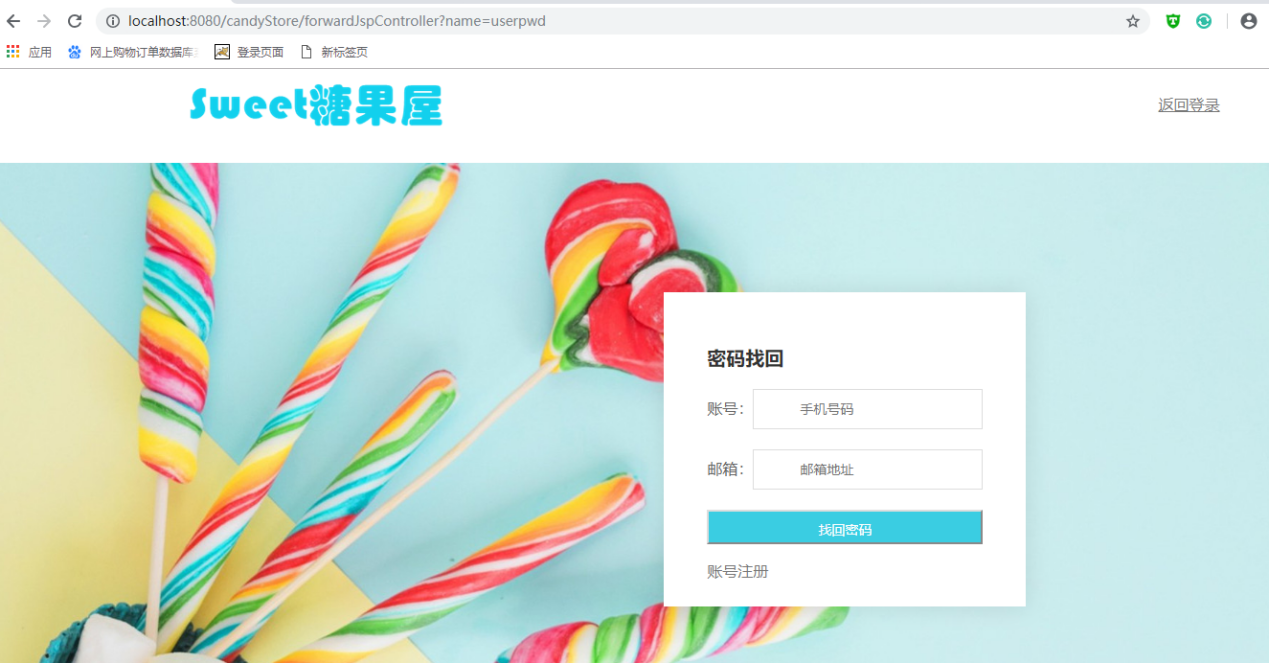 localhost:8080/candyStore/forwardJspController?name=userpwd
应用 网上购物订单数据库 登录页面 新标签页
Sweet糖果屋
返回登录
密码找回
账号： 手机号码
邮箱： 邮箱地址
找回密码
账号注册